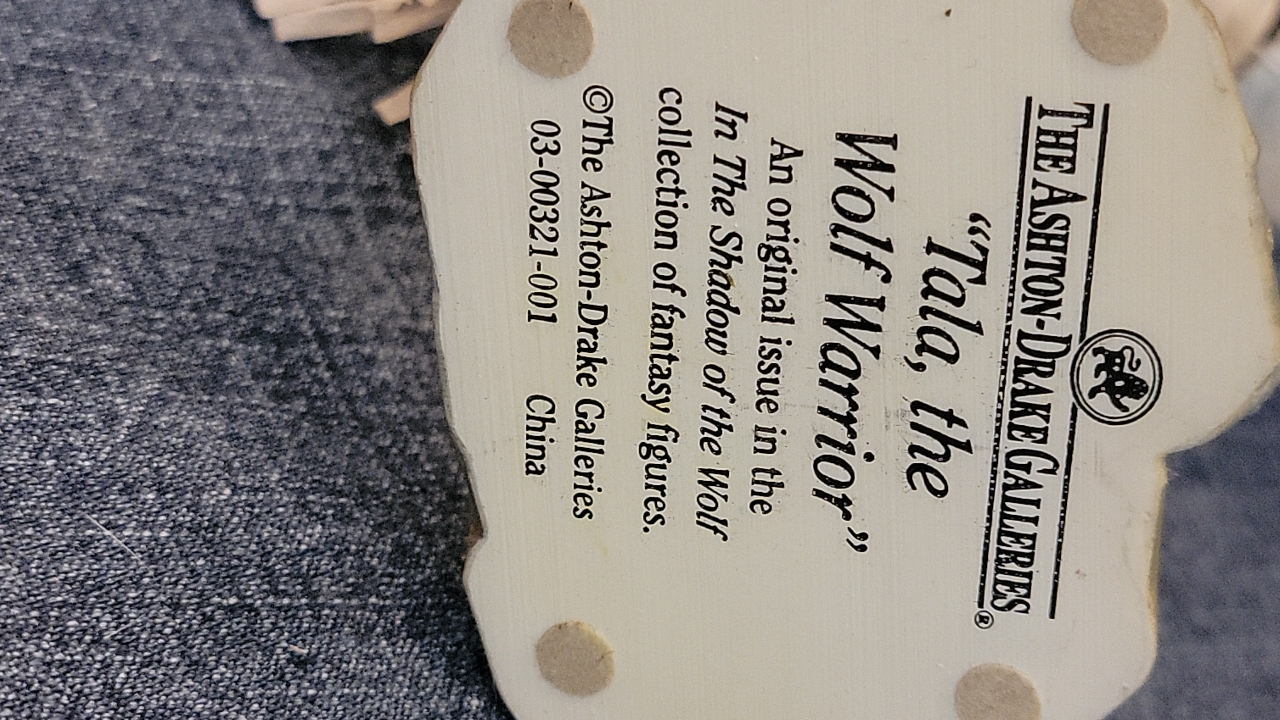 THE ASHTON-DRAKE GALLERIES®
“Tala, the
Wolf Warrior”
An original issue in the
In The Shadow of the Wolf
collection of fantasy figures.
©The Ashton-Drake Galleries
03-00321-001 China